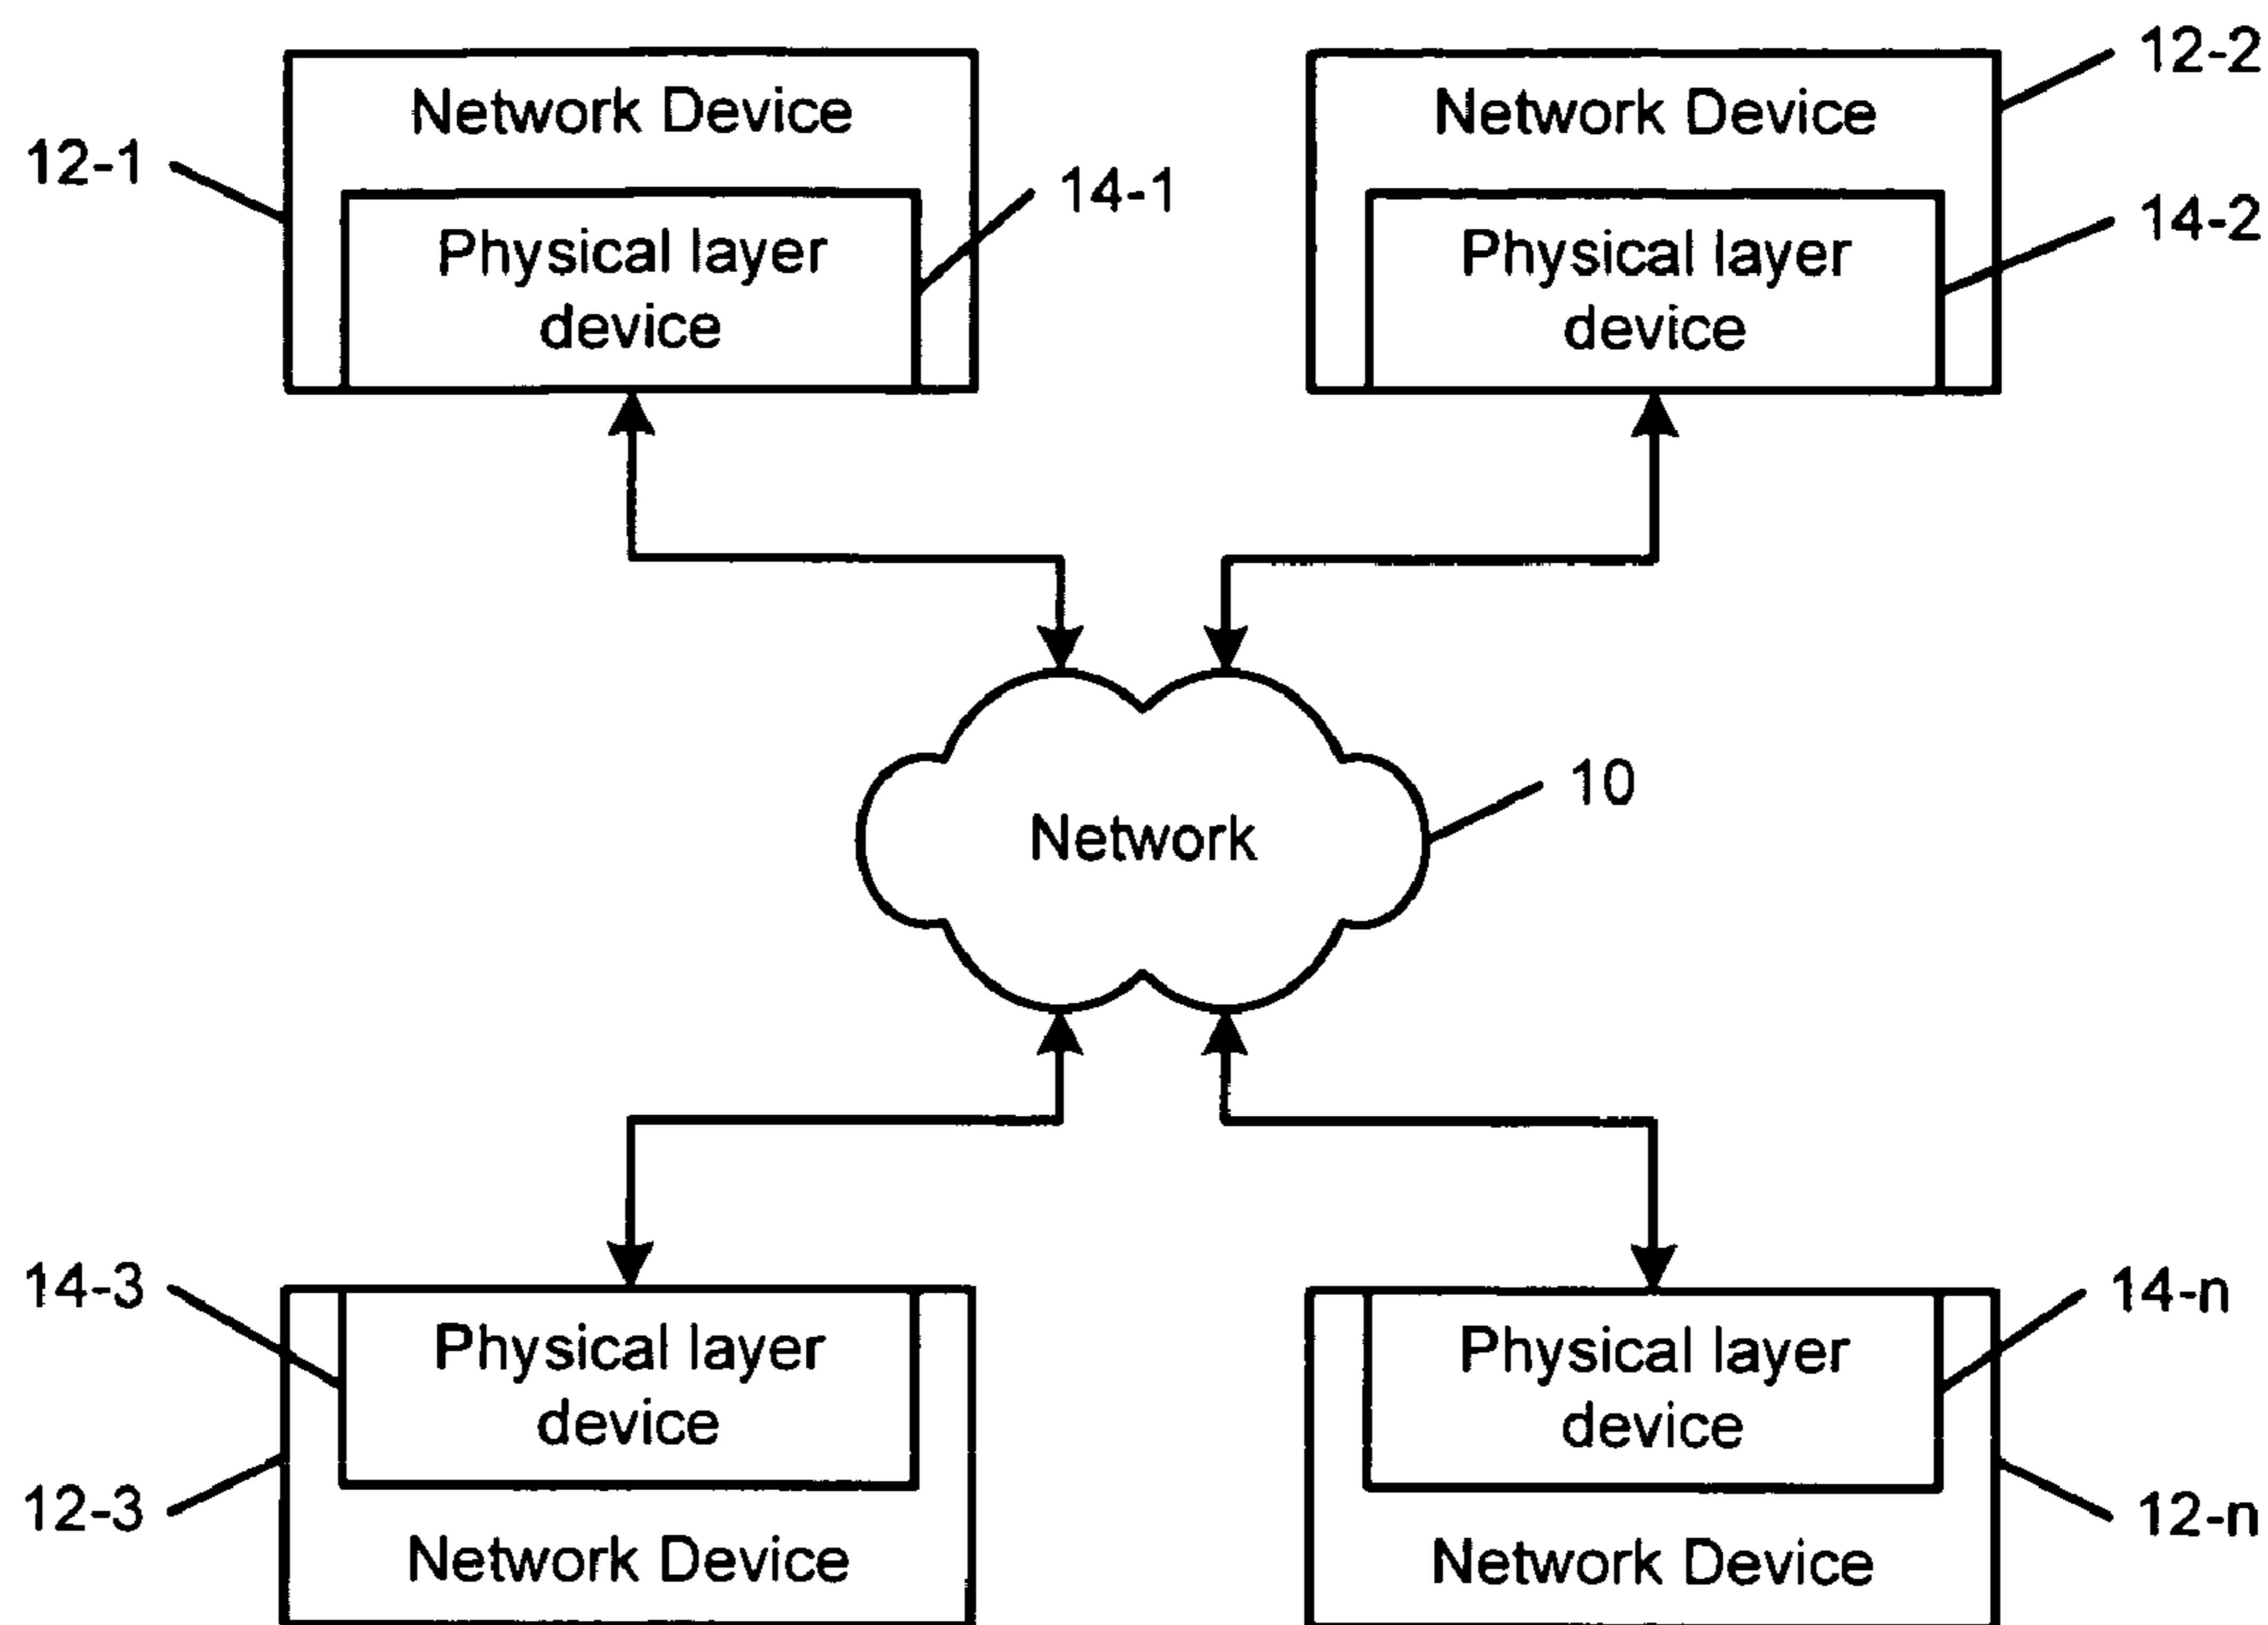 12-2
Network Device
Network Device
12-1
14-1
14-2
Physical layer
device
Physical layer
device
10
Network
14-3
14-n
Physical layer
device
Physical layer
device
12-3
12-n
Network Device
Network Device